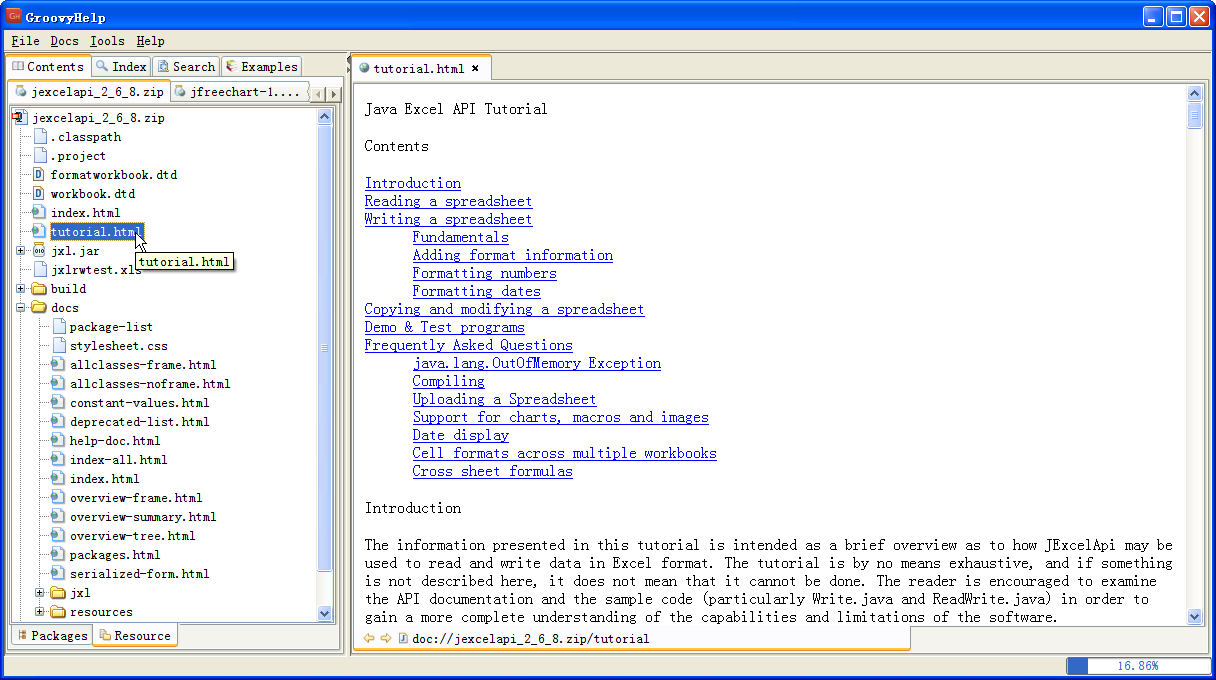 GroovyHelp
File Docs Tools Help
Contents Index Search Examples
jexcelapi_2_6_8.zip jfreechart-1....
jexcelapi_2_6_8.zip
.classpath
.project
formatworkbook.dtd
workbook.dtd
index.html
tutorial.html
jxl.jar
tutorial.html
jxlrwtest.xls
build
docs
package-list
stylesheet.css
allclasses-frame.html
allclasses-noframe.html
constant-values.html
deprecated-list.html
help-doc.html
index-all.html
index.html
overview-frame.html
overview-summary.html
overview-tree.html
packages.html
serialized-form.html
jxl
resources
Packages Resource
tutorial.html
Java Excel API Tutorial
Contents
Introduction
Reading a spreadsheet
Writing a spreadsheet
Fundamentals
Adding format information
Formatting numbers
Formatting dates
Copying and modifying a spreadsheet
Demo & Test programs
Frequently Asked Questions
java.lang.OutOfMemory Exception
Compiling
Uploading a Spreadsheet
Support for charts, macros and images
Date display
Cell formats across multiple workbooks
Cross sheet formulas
Introduction
The information presented in this tutorial is intended as a brief overview as to how JExcelApi may be
used to read and write data in Excel format. The tutorial is by no means exhaustive, and if something
is not described here, it does not mean that it cannot be done. The reader is encouraged to examine
the API documentation and the sample code (particularly Write.java and ReadWrite.java) in order to
gain a more complete understanding of the capabilities and limitations of the software.
doc://jexcelapi_2_6_8.zip/tutorial
16.86%